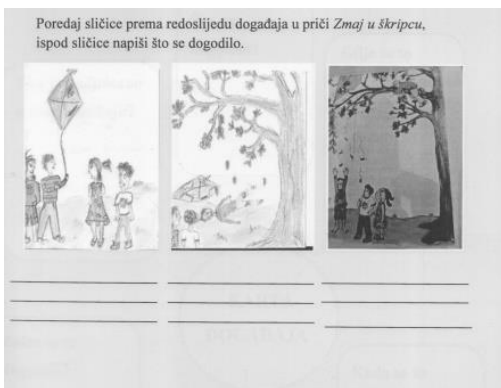 Poredaj sličice prema redoslijedu događaja u priči Zmaj u škripcu,
ispod sličice napiši što se dogodilo.